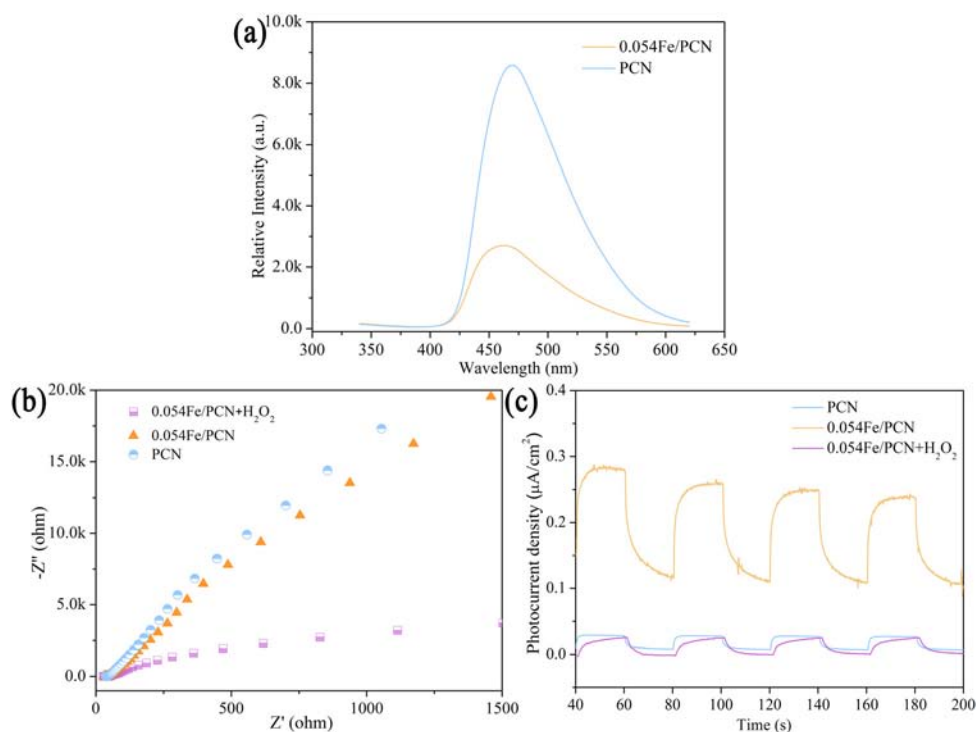 (a)
10.0k
8.0k
6.0k
4.0k
2.0k
0.0
Relative Intensity (a.u.)
0.054Fe/PCN
PCN
300 350 400 450 500 550 600 650
Wavelength (nm)
(b)
20.0k
15.0k
10.0k
5.0k
0.0
-Z" (ohm)
0.054Fe/PCN+H₂O₂
0.054Fe/PCN
PCN
0 500 1000 1500
Z' (ohm)
(c)
0.4
0.3
0.2
0.1
0.0
Photocurrent density (μA/cm²)
PCN
0.054Fe/PCN
0.054Fe/PCN+H₂O₂
40 60 80 100 120 140 160 180 200
Time (s)